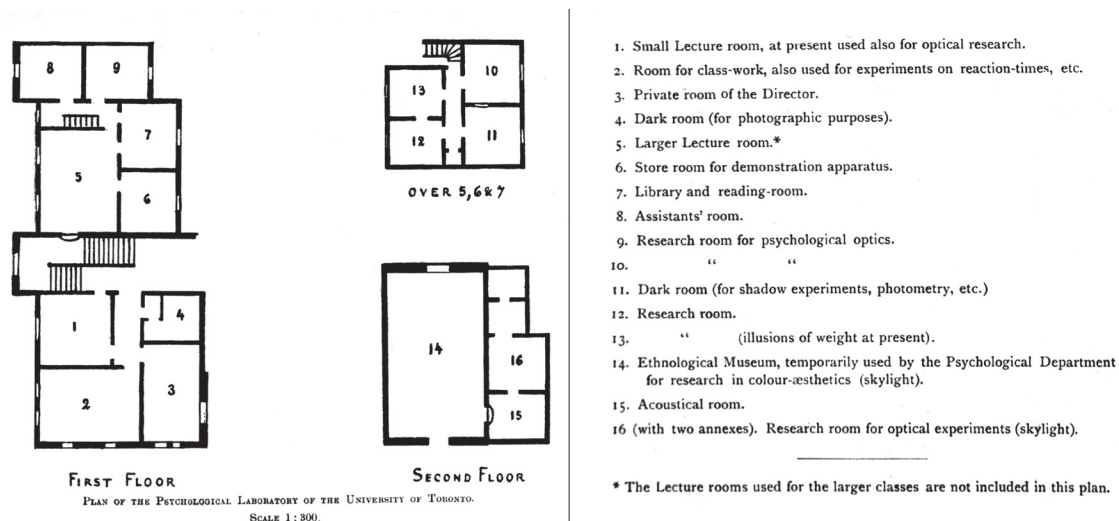 8
9
7
5
6
1
4
2
3
FIRST FLOOR
10
13
12
11
OVER 5, 6 & 7
14
16
15
SECOND FLOOR
PLAN OF THE PSYCHOLOGICAL LABORATORY OF THE UNIVERSITY OF TORONTO.
SCALE 1 : 300.
1. Small Lecture room, at present used also for optical research.
2. Room for class-work, also used for experiments on reaction-times, etc.
3. Private room of the Director.
4. Dark room (for photographic purposes).
5. Larger Lecture room.*
6. Store room for demonstration apparatus.
7. Library and reading-room.
8. Assistants' room.
9. Research room for psychological optics.
10. “ “
11. Dark room (for shadow experiments, photometry, etc.)
12. Research room.
13. “ (illusions of weight at present).
14. Ethnological Museum, temporarily used by the Psychological Department
for research in colour-æsthetics (skylight).
15. Acoustical room.
16 (with two annexes). Research room for optical experiments (skylight).
* The Lecture rooms used for the larger classes are not included in this plan.